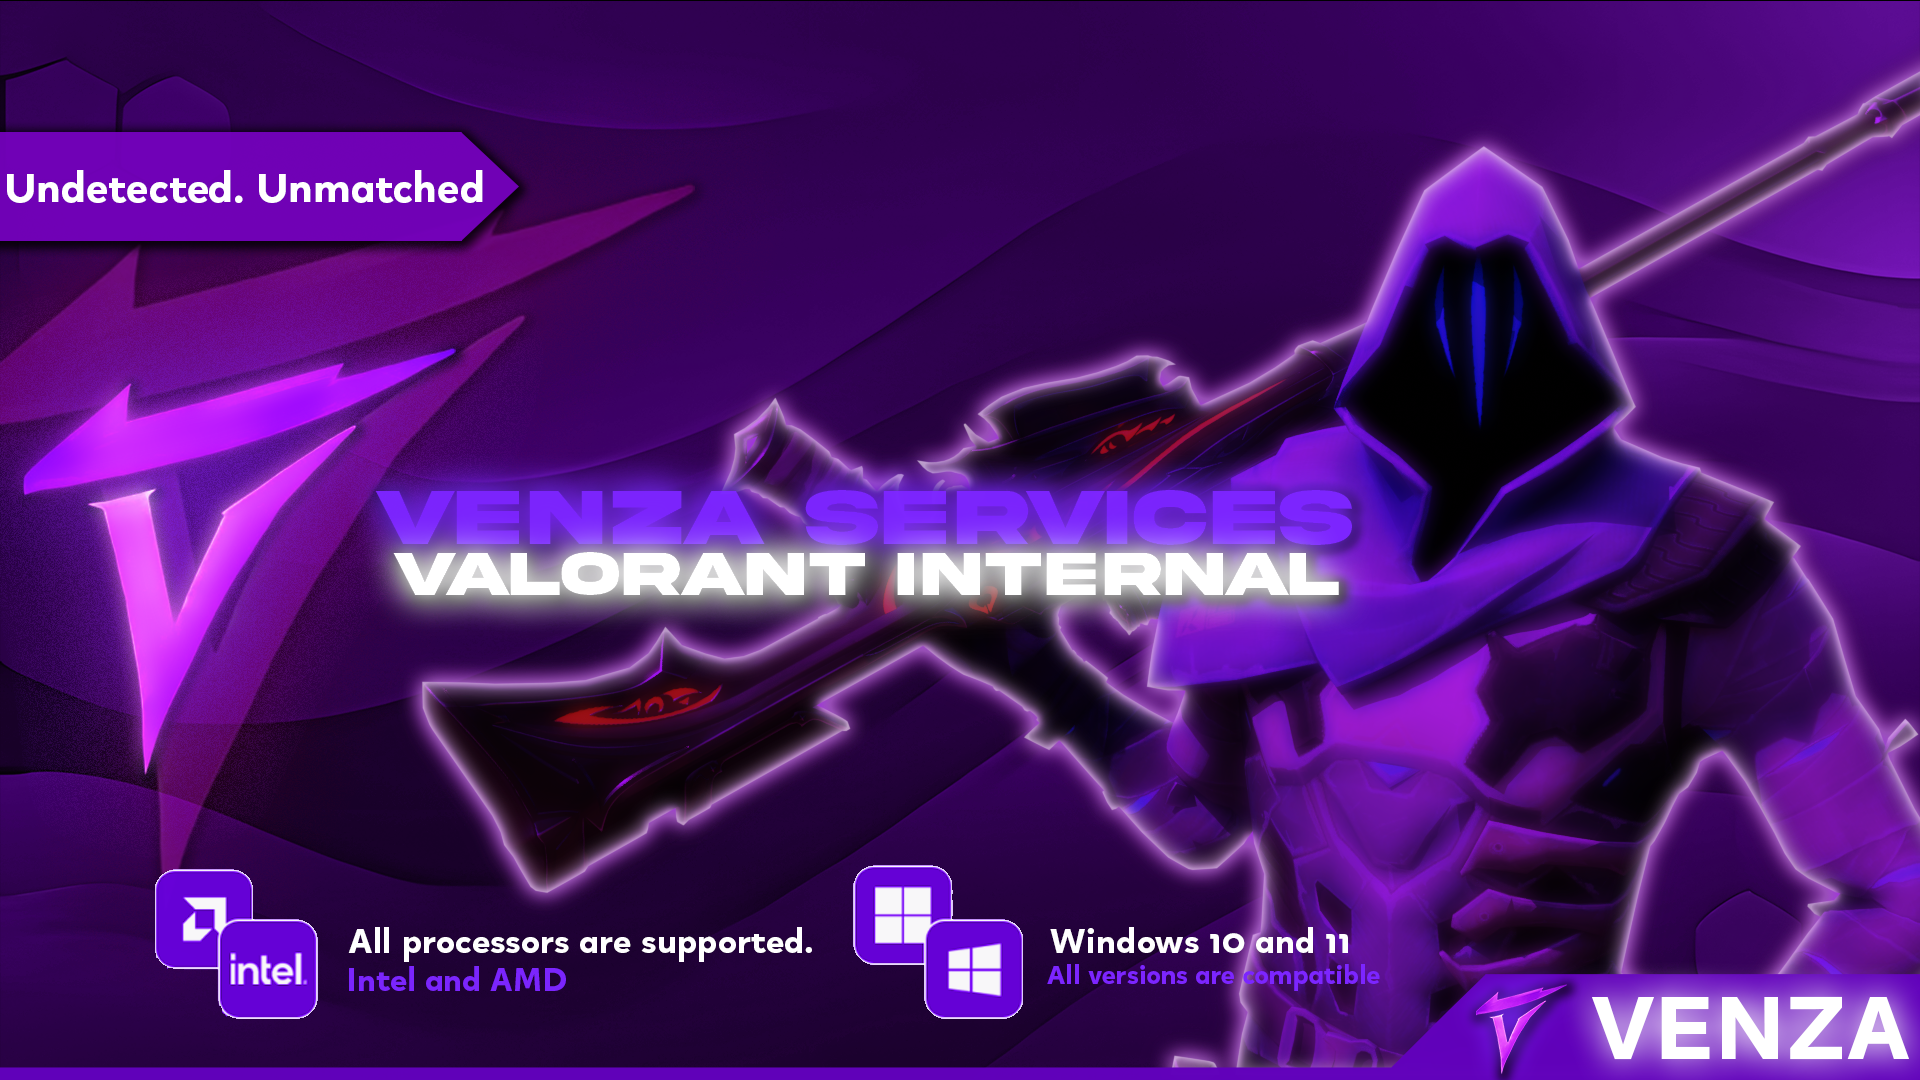 Undetected. Unmatched
VENZA SERVICES
VALORANT INTERNAL
All processors are supported.
Intel and AMD
intel.
Windows 10 and 11
All versions are compatible
VENZA